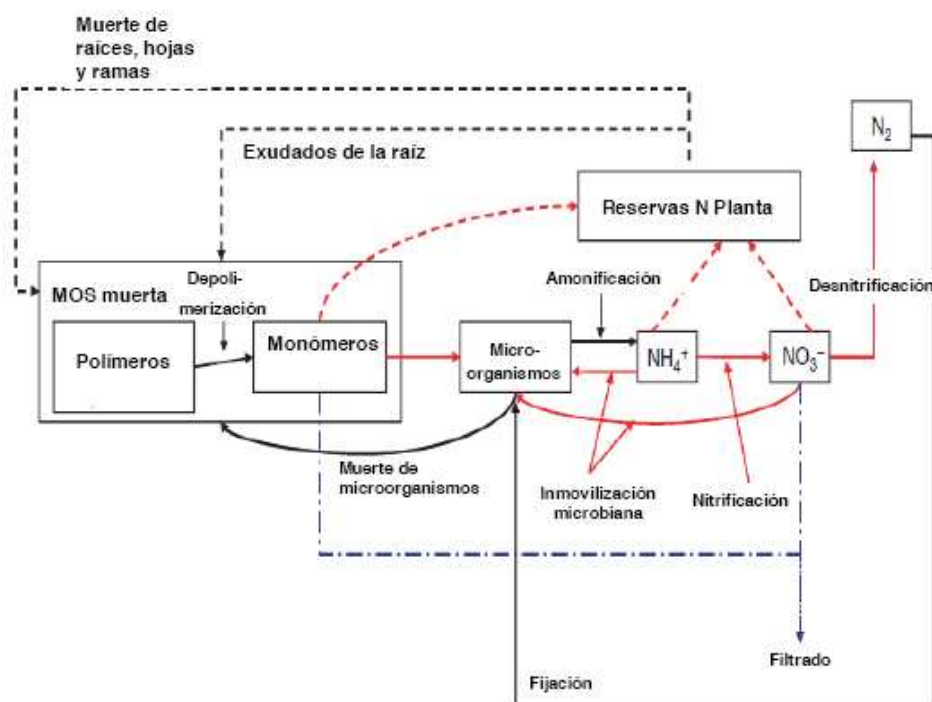 Muerte de
raíces, hojas
y ramas
N2
Exudados de la raíz
Reservas N Planta
Depoli-
merización
Amonificación
Desnitrificación
MOS muerta
Polímeros
Monómeros
Micro-
organismos
NH4+
NO3−
Muerte de
microorganismos
Inmovilización
microbiana
Nitrificación
Filtrado
Fijación